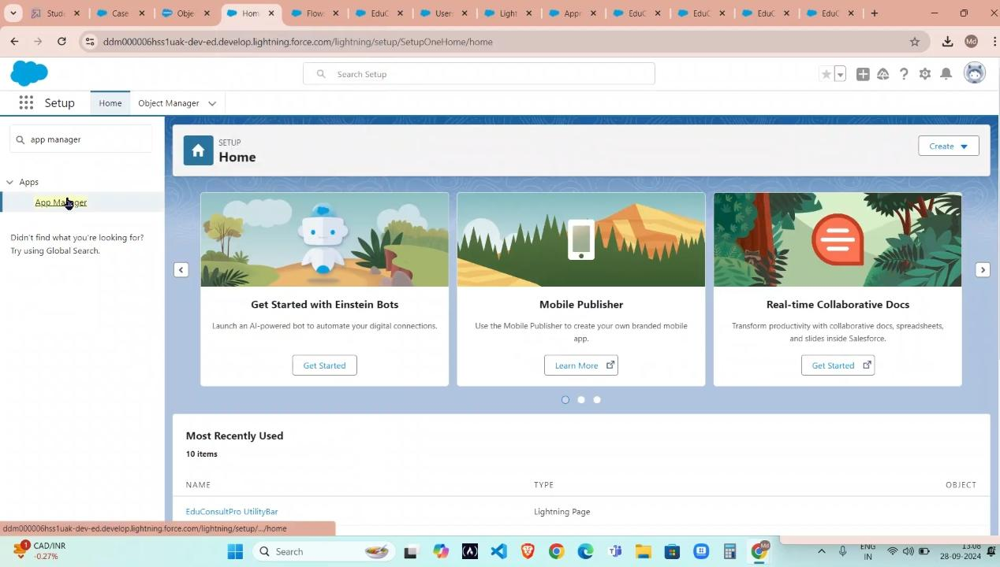 Stude
Case
Obje
Hom
Flow
EduC
User
Light
Appr
EduC
EduC
EduC
EduC
ddm000006hss1uak-dev-ed.develop.lightning.force.com/lightning/setup/SetupOneHome/home
Md
Search Setup
Setup
Home
Object Manager
app manager
SETUP
Home
Create
Apps
App Manager
Didn't find what you're looking for?
Try using Global Search.
Get Started with Einstein Bots
Mobile Publisher
Real-time Collaborative Docs
Launch an AI-powered bot to automate your digital connections.
Use the Mobile Publisher to create your own branded mobile
app.
Transform productivity with collaborative docs, spreadsheets,
and slides inside Salesforce.
Get Started
Learn More
Get Started
Most Recently Used
10 items
NAME
TYPE
OBJECT
EduConsultPro UtilityBar
Lightning Page
ddm000006hss1uak-dev-ed.develop.lightning.force.com/lightning/setup/.../home
1
CAD/INR
-0.27%
Search
Md
ENG
IN
13:08
28-09-2024